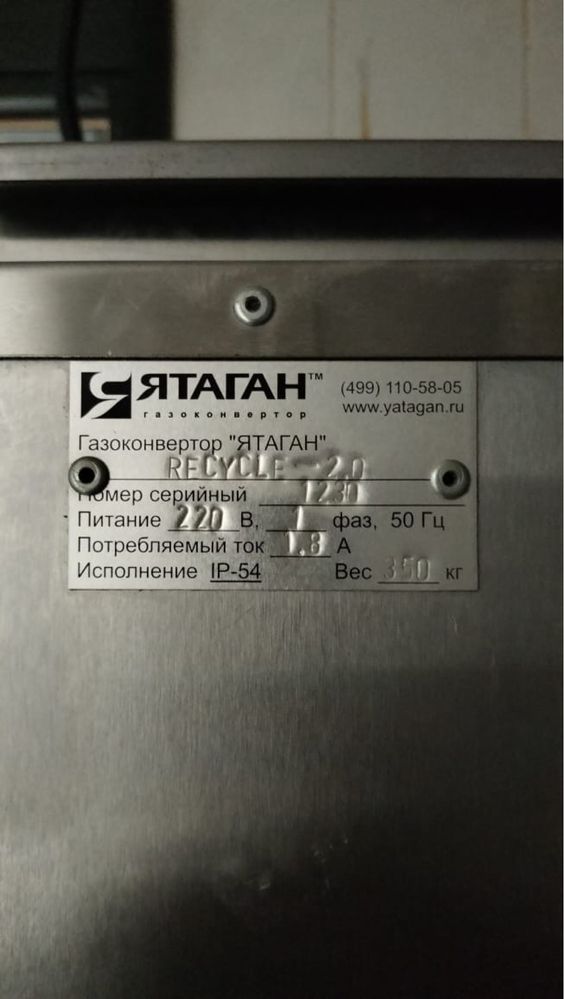 ЯТАГАН™
газоконвертор
(499) 110-58-05
www.yatagan.ru
Газоконвертор "ЯТАГАН"
RECYCLE-2.0
Номер серийный 1230
Питание 220 В, 1 фаз, 50 Гц
Потребляемый ток 1.8 А
Исполнение IP-54 Вес 350 кг